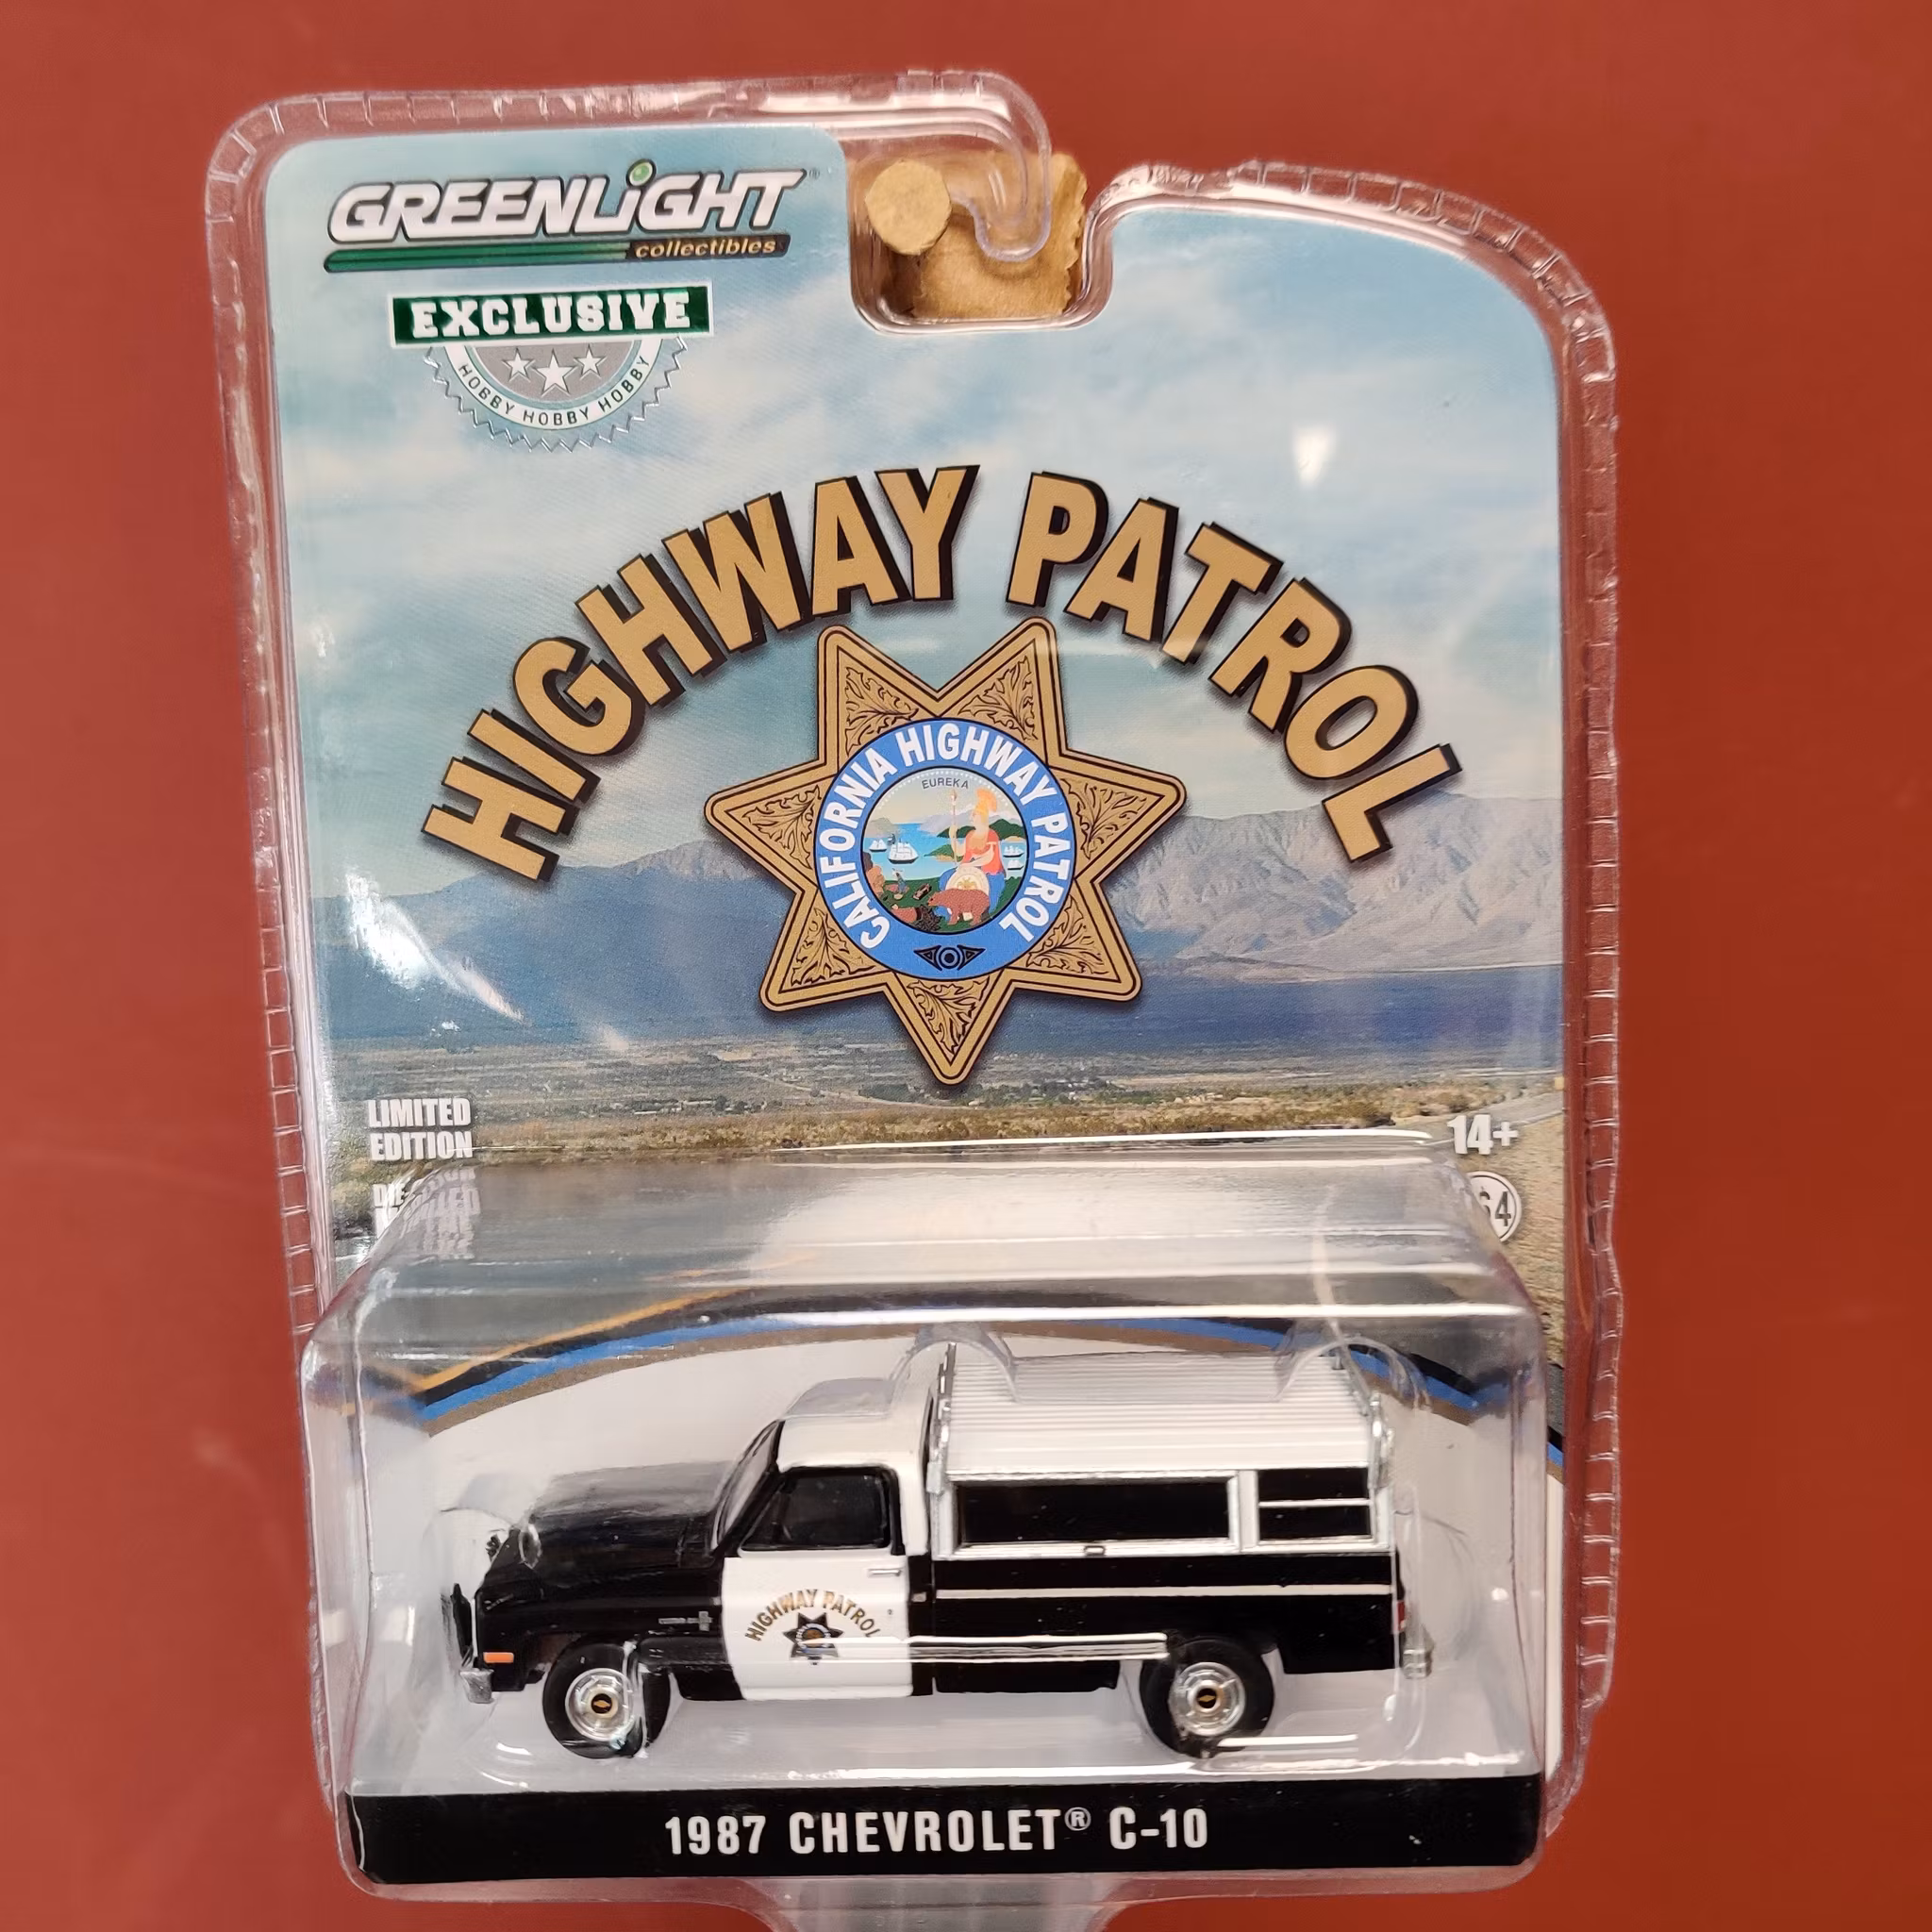 GREENLiGHT®
collectibles
EXCLUSIVE
HOBBY HOBBY HOBBY
HIGHWAY PATROL
CALIFORNIA HIGHWAY PATROL
EUREKA
LIMITED
EDITION
14+
HIGHWAY PATROL
1987 CHEVROLET® C-10